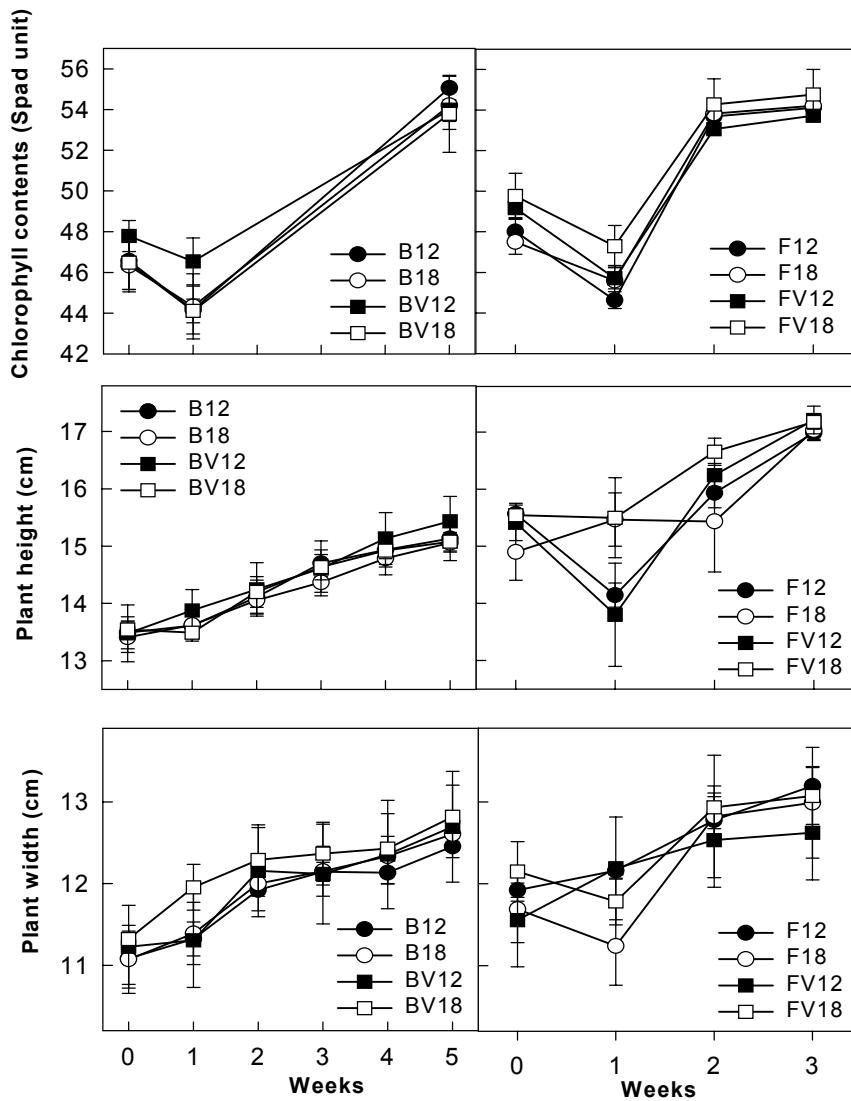 Chlorophyll contents (Spad unit)
56
54
52
50
48
46
44
42
B12
B18
BV12
BV18
F12
F18
FV12
FV18
Plant height (cm)
17
16
15
14
13
B12
B18
BV12
BV18
F12
F18
FV12
FV18
Plant width (cm)
13
12
11
B12
B18
BV12
BV18
F12
F18
FV12
FV18
0 1 2 3 4 5
0 1 2 3
Weeks
Weeks